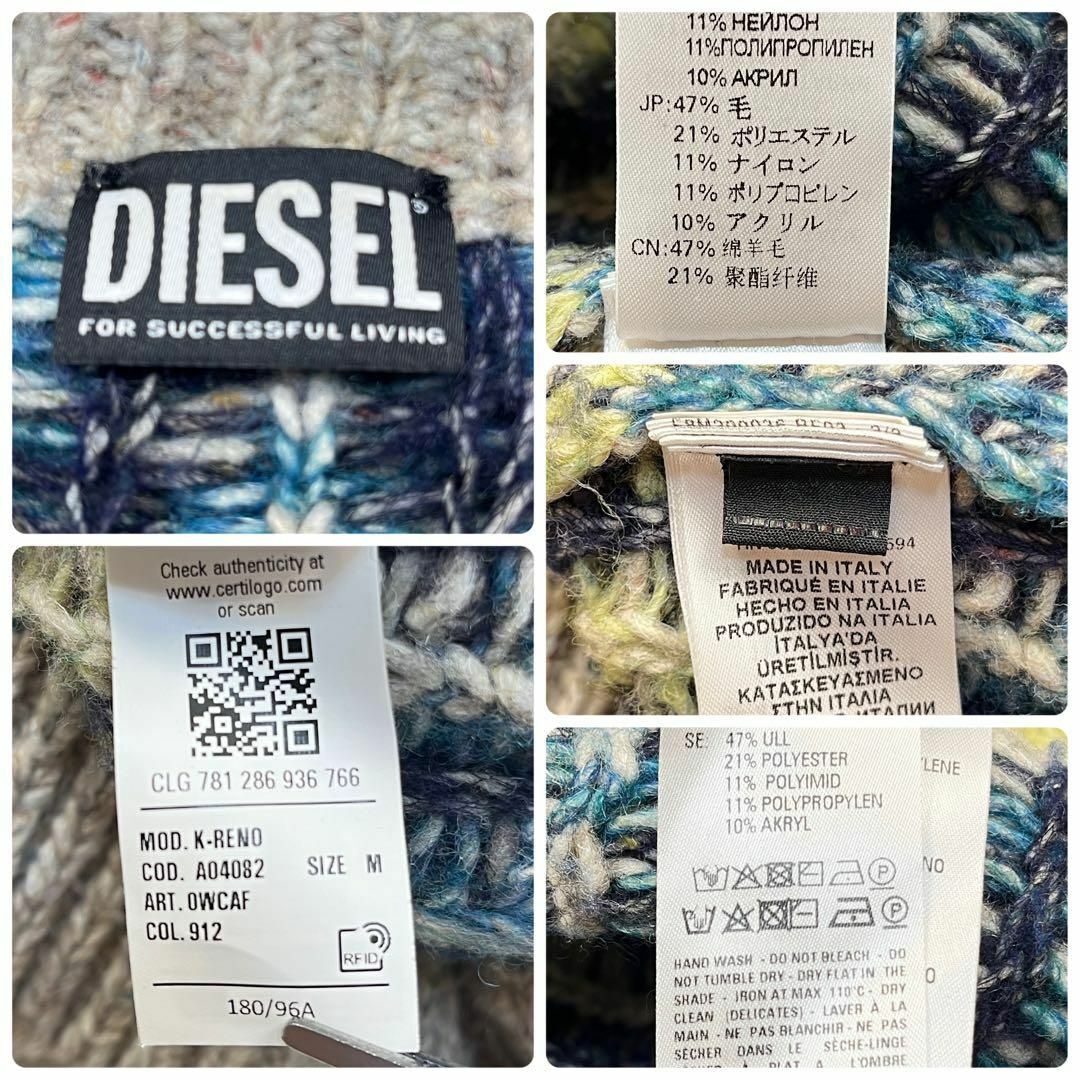 DIESEL
FOR SUCCESSFUL LIVING
11% НЕЙЛОН
11%ПОЛИПРОПИЛЕН
10% АКРИЛ
JP:47% 毛
21% ポリエステル
11% ナイロン
11% ポリプロピレン
10% アクリル
CN:47% 绵羊毛
21% 聚酯纤维
594
MADE IN ITALY
FABRIQUÉ EN ITALIE
HECHO EN ITALIA
PRODUZIDO NA ITALIA
İTALYA'DA
ÜRETİLMİŞTİR.
ΚΑΤΑΣΚΕΥΑΣΜΕΝΟ
ΣΤΗΝ ΙΤΑΛΙΑ
ИТАЛИИ
Check authenticity at
www.certilogo.com
or scan
CLG 781 286 936 766
MOD. K-RENO
COD. A04082 SIZE M
ART. OWCAF
COL. 912
RFID
180/96A
SE: 47% ULL
21% POLYESTER
11% POLYIMID
11% POLYPROPYLEN
10% AKRYL
YLENE
NO
O
O
HAND WASH - DO NOT BLEACH - DO
NOT TUMBLE DRY - DRY FLAT IN THE
SHADE - IRON AT MAX 110°C - DRY
CLEAN (DELICATES) - LAVER À LA
MAIN - NE PAS BLANCHIR - NE PAS
SÉCHER DANS LE SÈCHE-LINGE
À PLAT À L'OMBRE